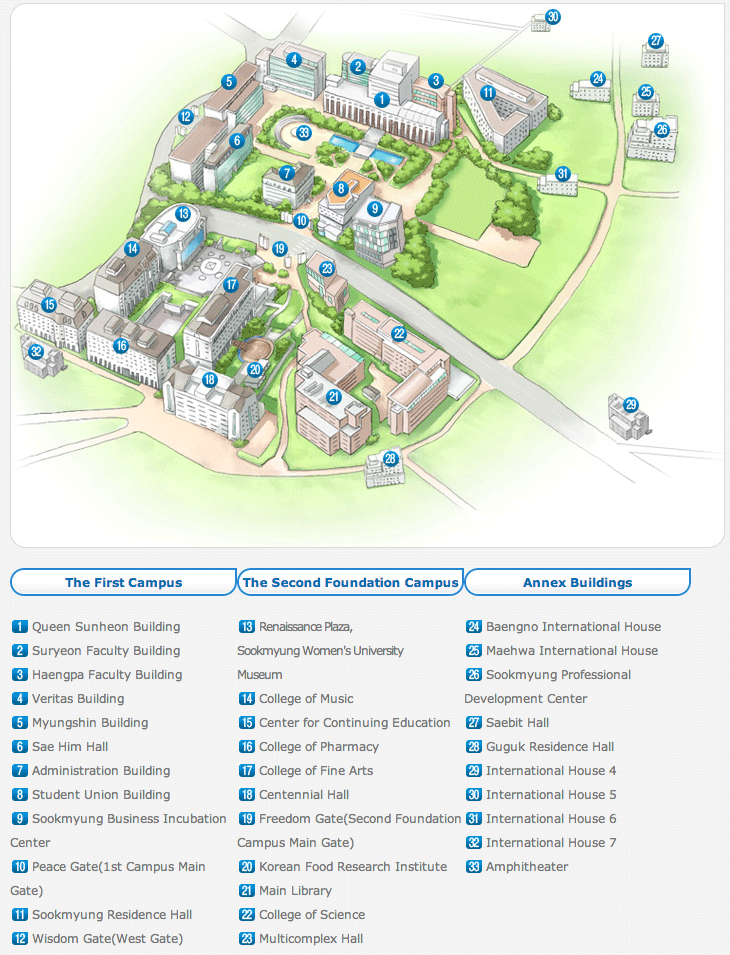 30
27
4
2
5
3
24
11
25
1
12
26
33
6
7
31
8
9
13
10
14
19
23
17
15
22
16
32
20
18
21
29
28
The First Campus
The Second Foundation Campus
Annex Buildings
1 Queen Sunheon Building
2 Suryeon Faculty Building
3 Haengpa Faculty Building
4 Veritas Building
5 Myungshin Building
6 Sae Him Hall
7 Administration Building
8 Student Union Building
9 Sookmyung Business Incubation
Center
10 Peace Gate(1st Campus Main
Gate)
11 Sookmyung Residence Hall
12 Wisdom Gate(West Gate)
13 Renaissance Plaza,
Sookmyung Women's University
Museum
14 College of Music
15 Center for Continuing Education
16 College of Pharmacy
17 College of Fine Arts
18 Centennial Hall
19 Freedom Gate(Second Foundation
Campus Main Gate)
20 Korean Food Research Institute
21 Main Library
22 College of Science
23 Multicomplex Hall
24 Baengno International House
25 Maehwa International House
26 Sookmyung Professional
Development Center
27 Saebit Hall
28 Guguk Residence Hall
29 International House 4
30 International House 5
31 International House 6
32 International House 7
33 Amphitheater